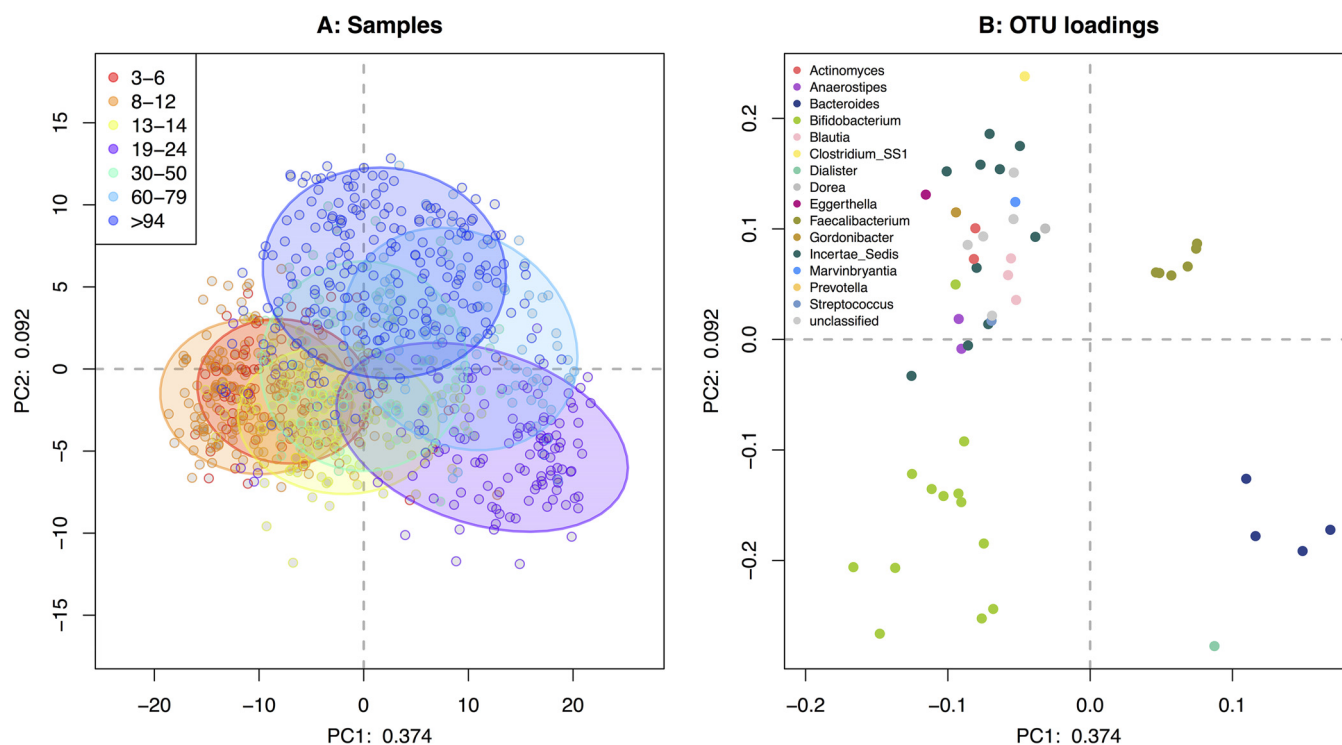 A: Samples
3–6
8–12
13–14
19–24
30–50
60–79
>94
15
10
5
0
−5
−10
−15
PC2: 0.092
−20
−10
0
10
20
PC1: 0.374
B: OTU loadings
Actinomyces
Anaerostipes
Bacteroides
Bifidobacterium
Blautia
Clostridium_SS1
Dialister
Dorea
Eggerthella
Faecalibacterium
Gordonibacter
Incertae_Sedis
Marvinbryantia
Prevotella
Streptococcus
unclassified
0.2
0.1
0.0
−0.1
−0.2
PC2: 0.092
−0.2
−0.1
0.0
0.1
PC1: 0.374